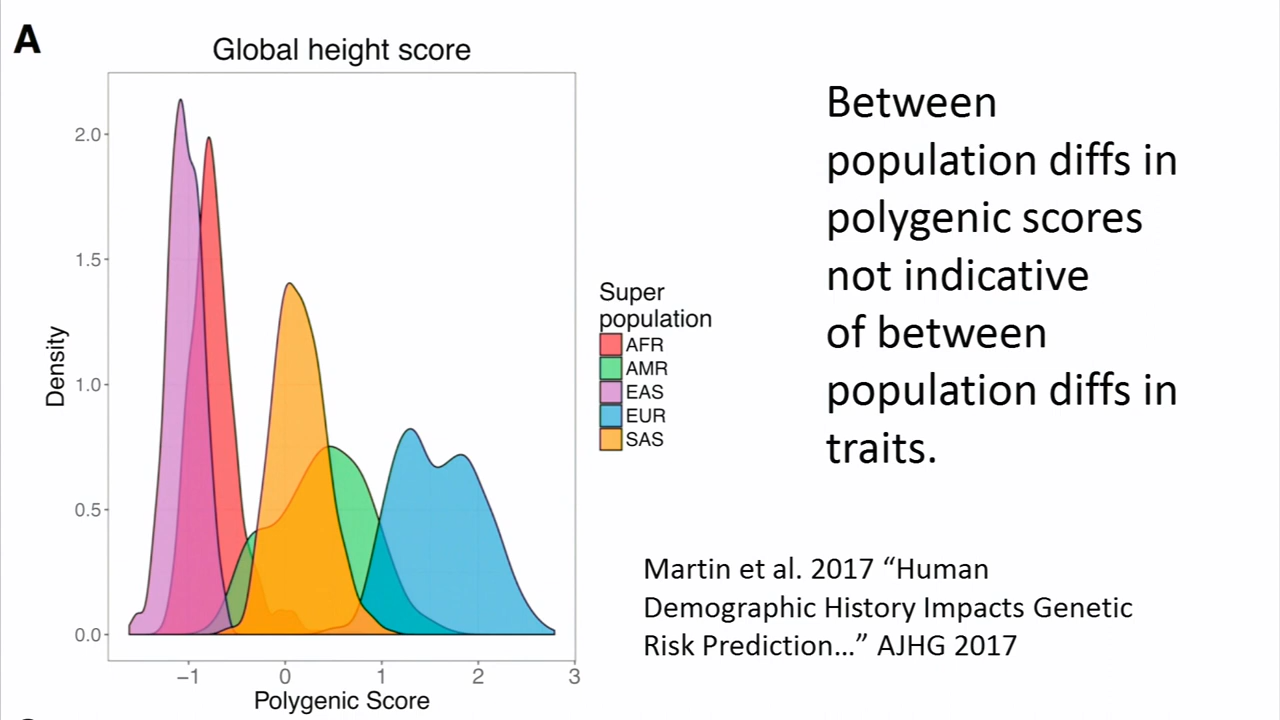 A
Global height score
Density
2.0
1.5
1.0
0.5
0.0
−1
0
1
2
3
Polygenic Score
Super
population
AFR
AMR
EAS
EUR
SAS
Between
population diffs in
polygenic scores
not indicative
of between
population diffs in
traits.
Martin et al. 2017 “Human
Demographic History Impacts Genetic
Risk Prediction…” AJHG 2017